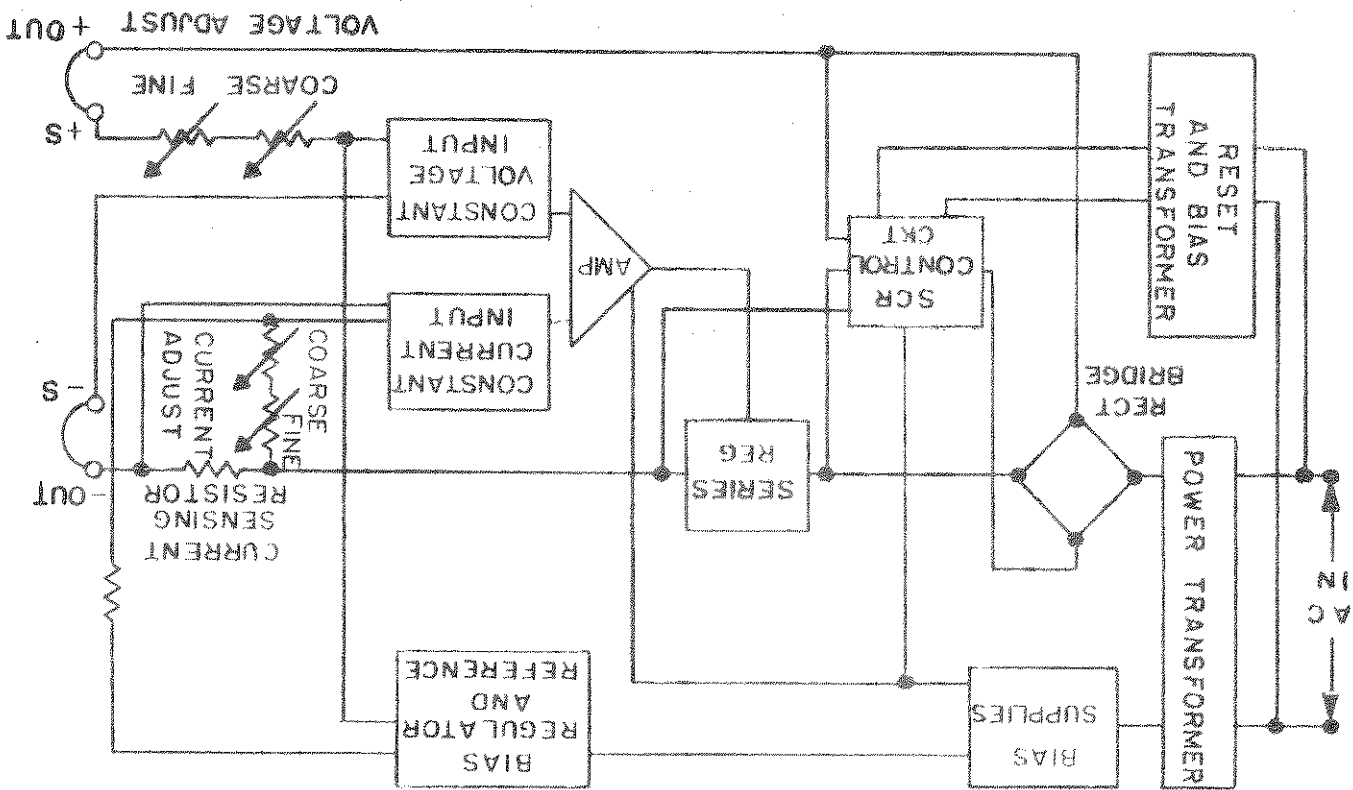 AC
IN
POWER TRANSFORMER
RESET
AND BIAS
TRANSFORMER
BIAS
SUPPLIES
RECT
BRIDGE
SCR
CONTROL
CKT
SERIES
REG
AMP
BIAS
REGULATOR
AND
REFERENCE
CONSTANT
CURRENT
INPUT
CONSTANT
VOLTAGE
INPUT
CURRENT
SENSING
RESISTOR
FINE
COARSE
CURRENT
ADJUST
COARSE
FINE
VOLTAGE ADJUST
-OUT
-S
+S
+OUT